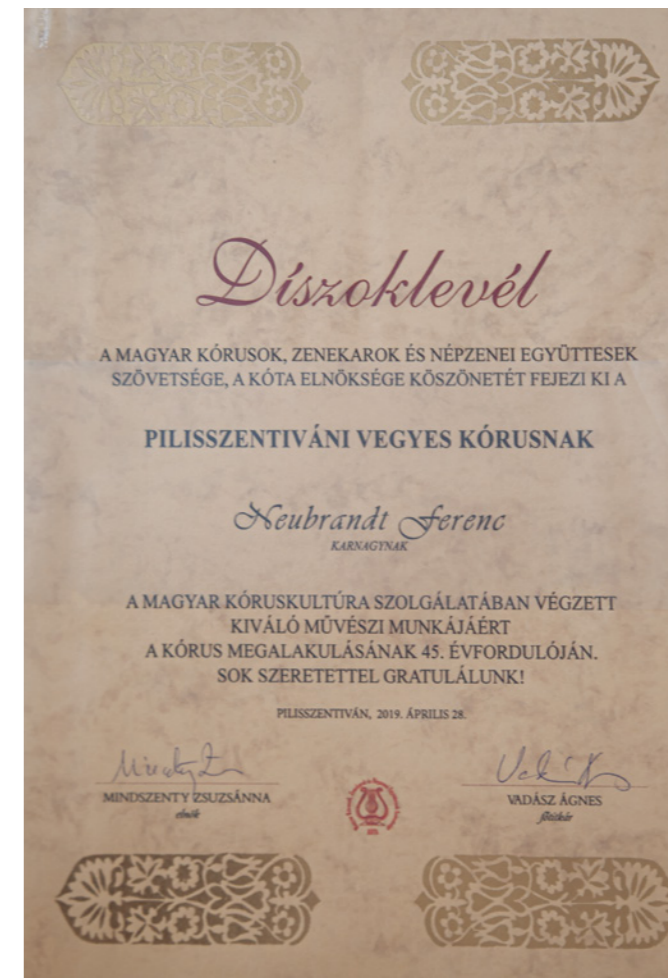 Díszoklevél
A MAGYAR KÓRUSOK, ZENEKAROK ÉS NÉPZENEI EGYÜTTESEK
SZÖVETSÉGE, A KÓTA ELNÖKSÉGE KÖSZÖNETÉT FEJEZI KI A
PILISSZENTIVÁNI VEGYES KÓRUSNAK
Neubrandt Ferenc
KARNAGYNAK
A MAGYAR KÓRUSKULTÚRA SZOLGÁLATÁBAN VÉGZETT
KIVÁLÓ MŰVÉSZI MUNKÁJÁÉRT
A KÓRUS MEGALAKULÁSÁNAK 45. ÉVFORDULÓJÁN.
SOK SZERETETTEL GRATULÁLUNK!
PILISSZENTIVÁN, 2019. ÁPRILIS 28.
MINDSZENTY ZSUZSÁNNA
elnök
VADÁSZ ÁGNES
főtitkár